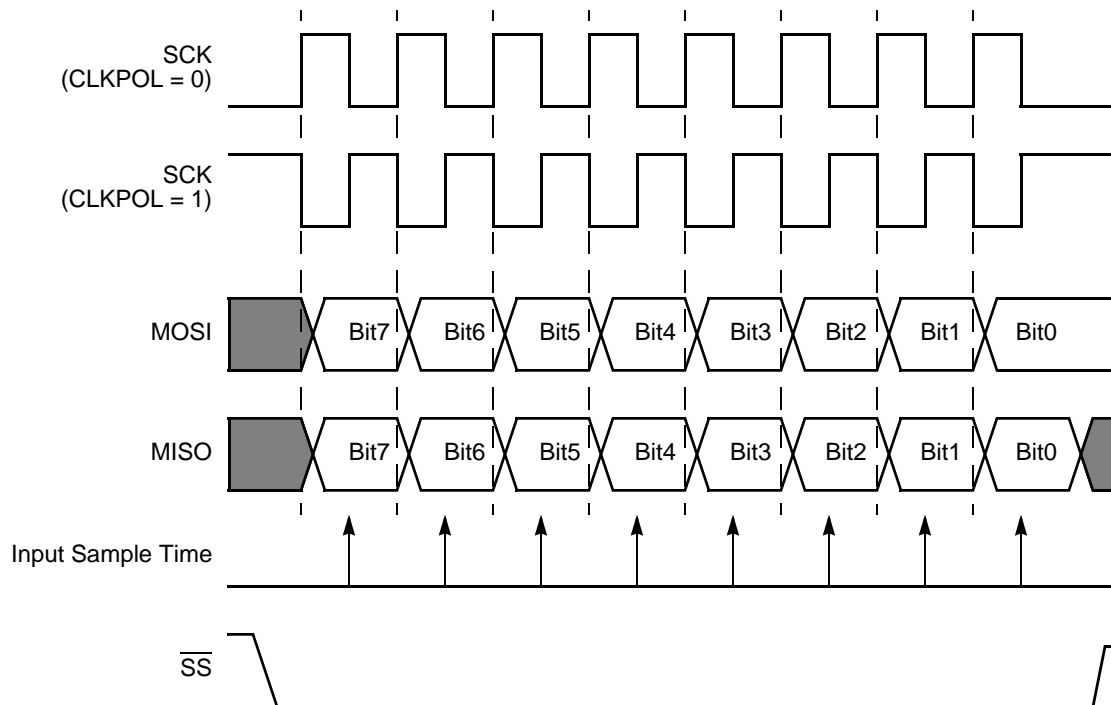 SCK
(CLKPOL = 0)
SCK
(CLKPOL = 1)
MOSI
Bit7 Bit6 Bit5 Bit4 Bit3 Bit2 Bit1 Bit0
MISO
Bit7 Bit6 Bit5 Bit4 Bit3 Bit2 Bit1 Bit0
Input Sample Time
SS